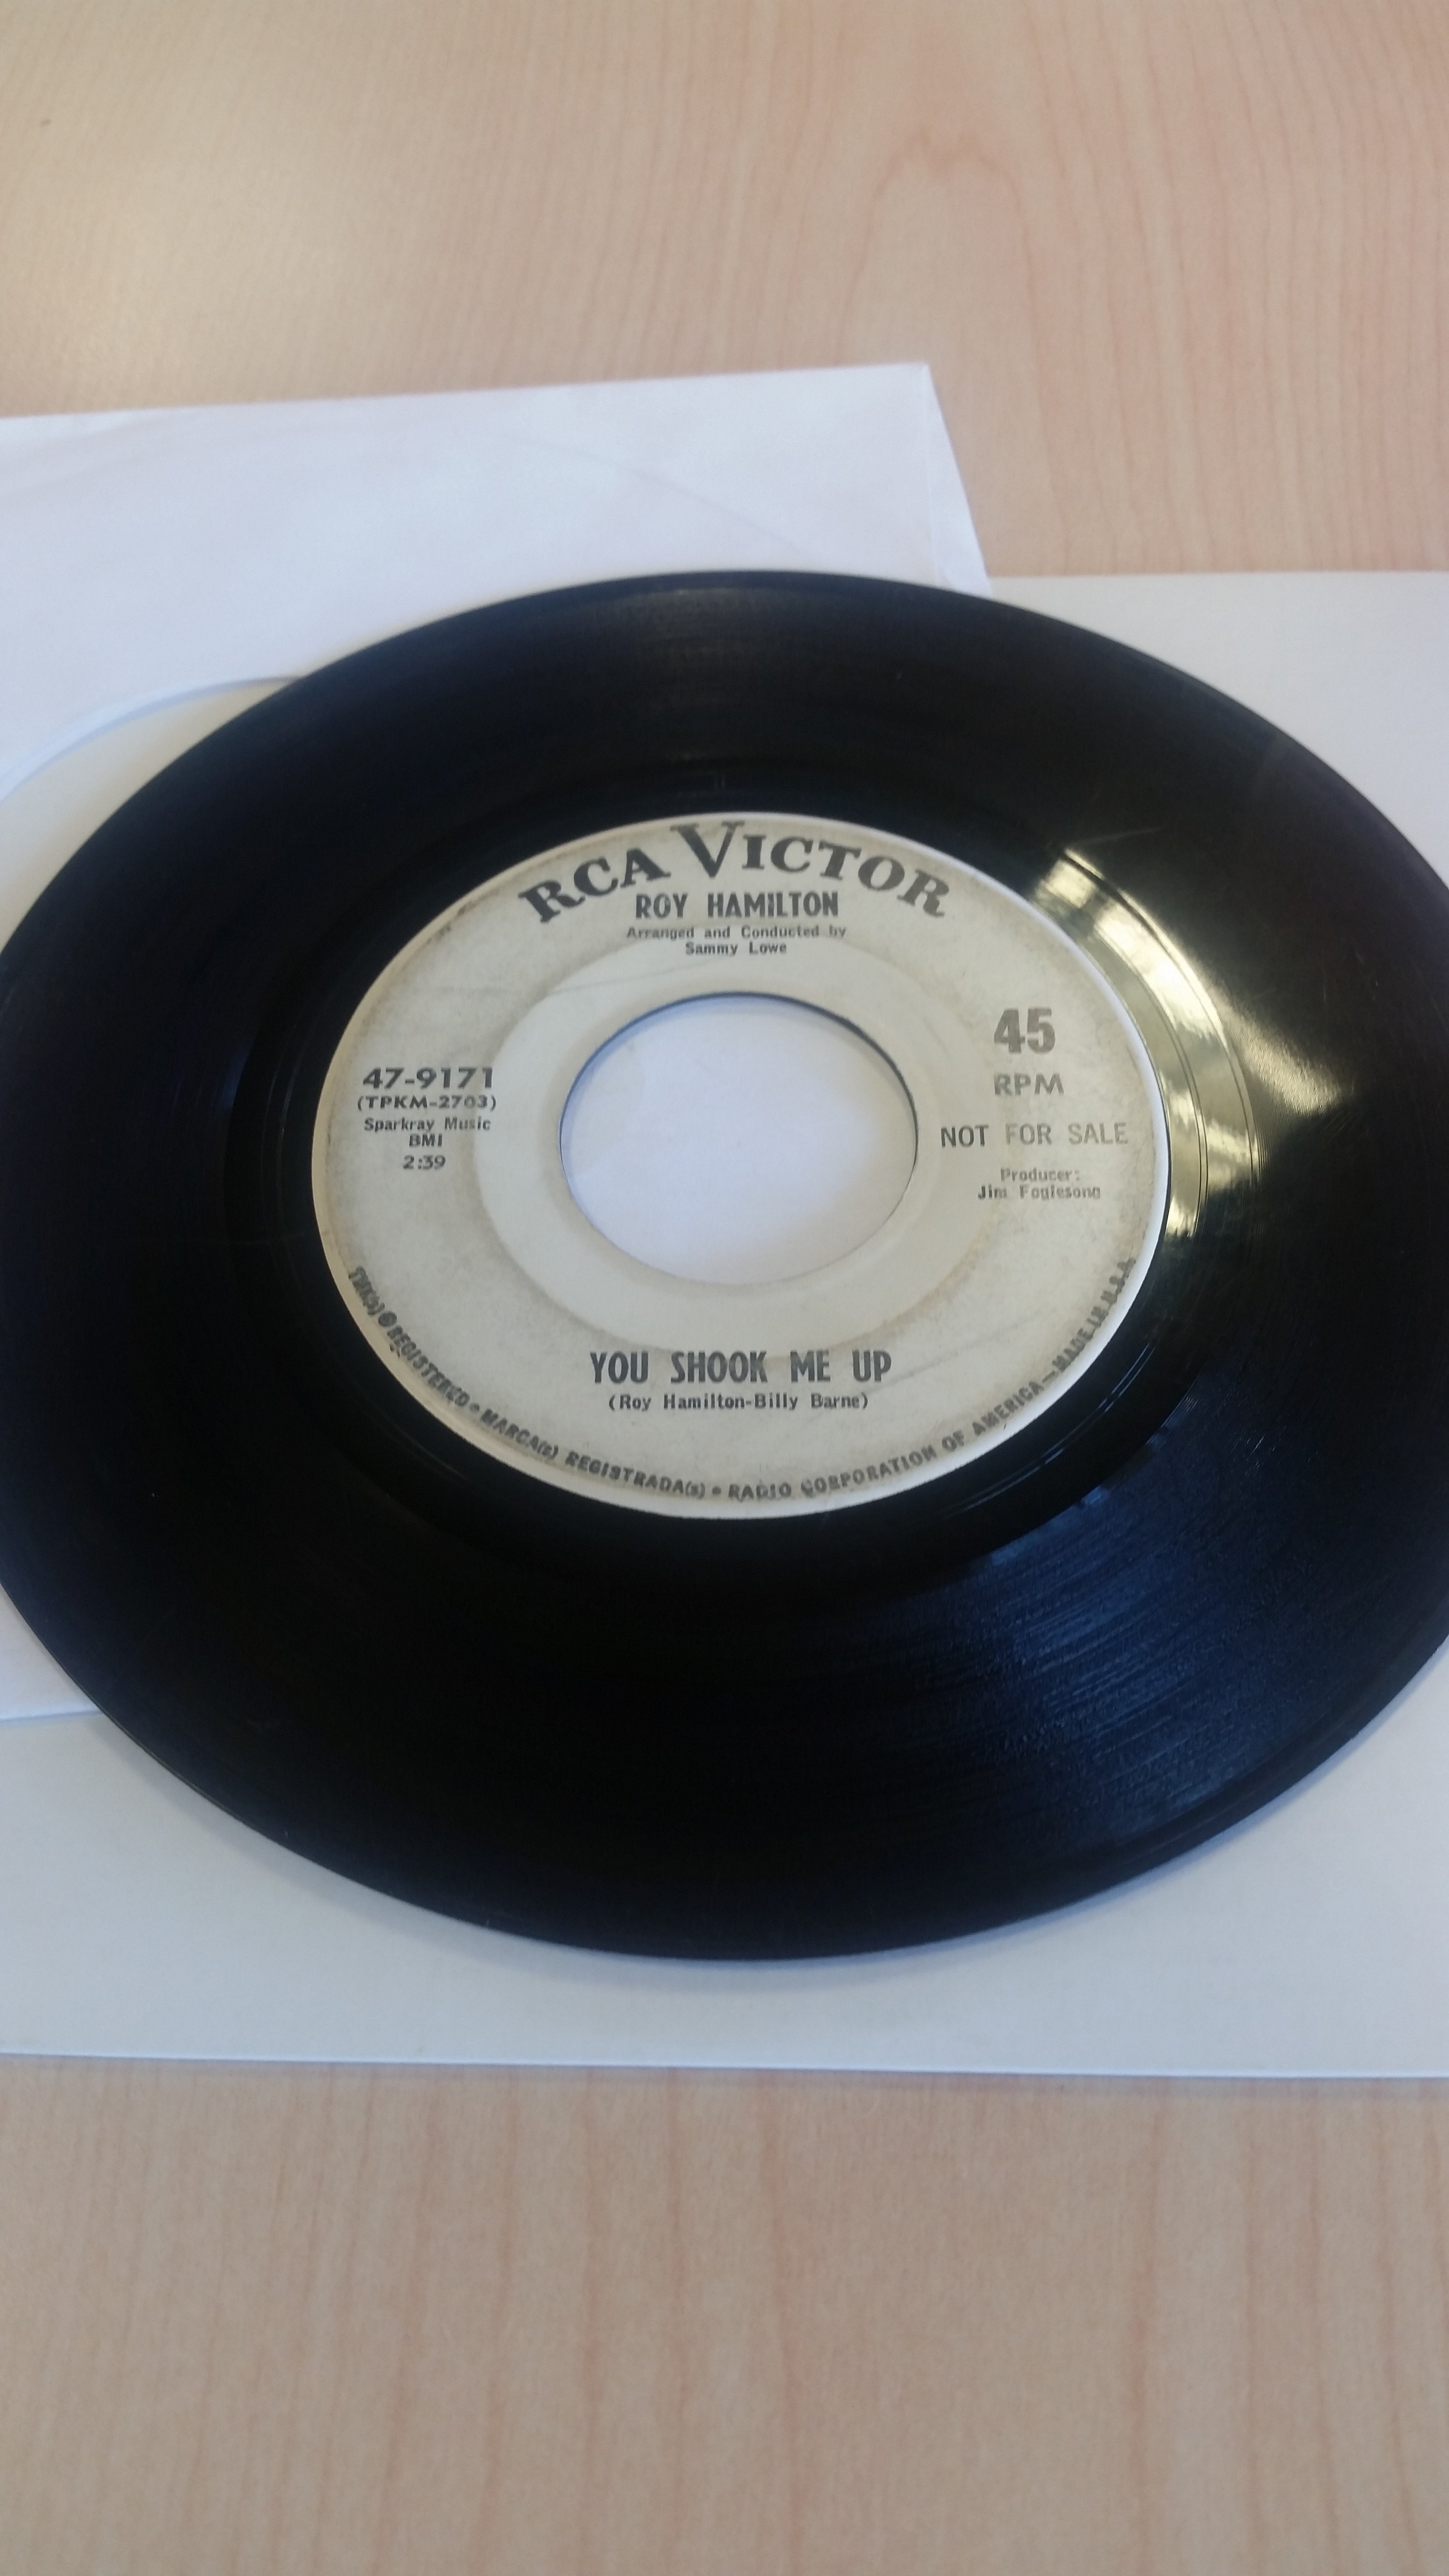 RCA VICTOR
ROY HAMILTON
Arranged and Conducted by
Sammy Lowe
45
RPM
NOT FOR SALE
Producer:
Jim Foglesong
47-9171
(TPKM-2703)
Sparkray Music
BMI
2:39
YOU SHOOK ME UP
(Roy Hamilton-Billy Barne)
TMK(s) ® REGISTERED • MARCA(s) REGISTRADA(s) • RADIO CORPORATION OF AMERICA — MADE IN U.S.A.